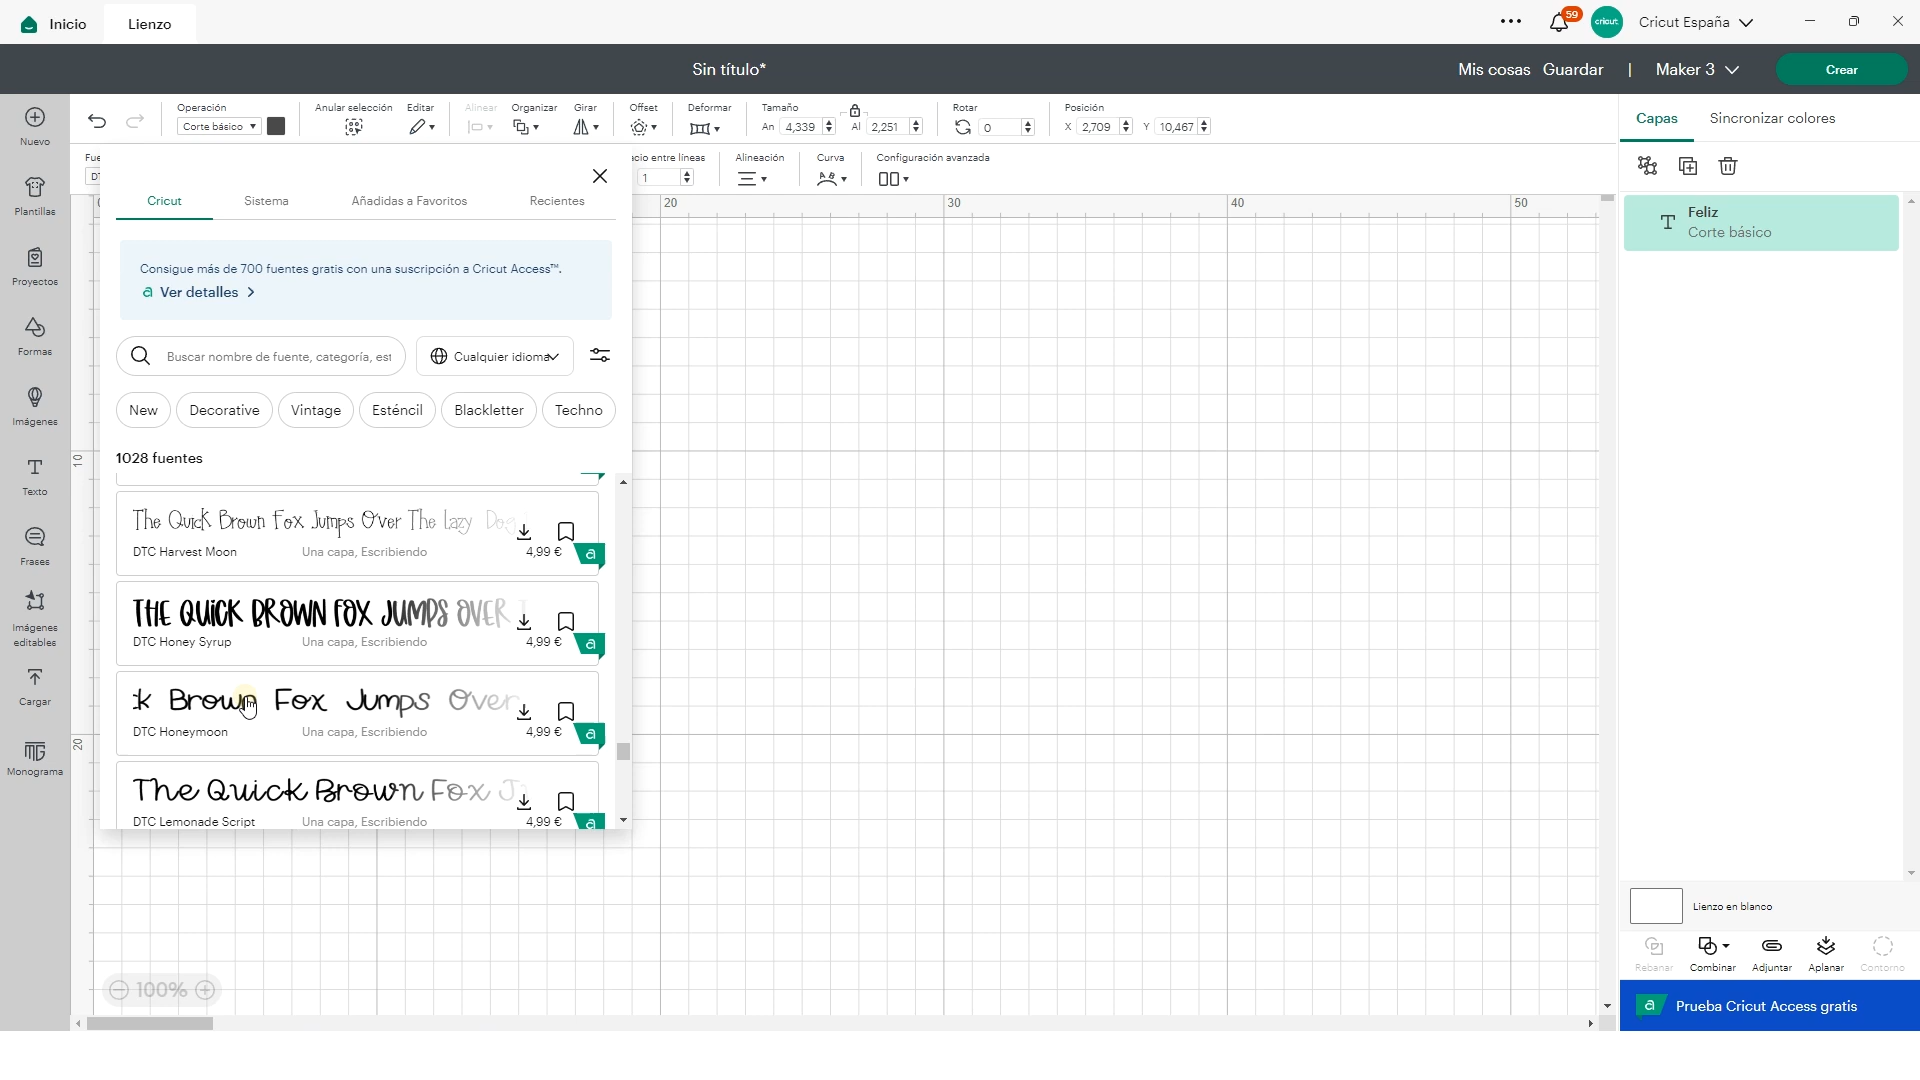 Inicio
Lienzo
59
cricut
Cricut España
Sin título*
Mis cosas Guardar | Maker 3
Crear
Nuevo
Plantillas
Proyectos
Formas
Imágenes
Texto
Frases
Imágenes
editables
Cargar
Monograma
Operación
Corte básico
Anular selección
Editar
Alinear
Organizar
Girar
Offset
Deformar
Tamaño
An 4,339
Al 2,251
Rotar
0
Posición
X 2,709
Y 10,467
1
Alineación
Curva
Configuración avanzada
Cricut
Sistema
Añadidas a Favoritos
Recientes
Consigue más de 700 fuentes gratis con una suscripción a Cricut Access™.
a Ver detalles >
Buscar nombre de fuente, categoría, est
Cualquier idioma
New
Decorative
Vintage
Esténcil
Blackletter
Techno
1028 fuentes
The Quick Brown Fox Jumps Over The Lazy Dog
DTC Harvest Moon
Una capa, Escribiendo
4,99 €
a
THE QUICK BROWN FOX JUMPS OVER
DTC Honey Syrup
Una capa, Escribiendo
4,99 €
a
k Brown Fox Jumps Over
DTC Honeymoon
Una capa, Escribiendo
4,99 €
a
The Quick Brown Fox J
DTC Lemonade Script
Una capa, Escribiendo
4,99 €
a
20
30
40
50
10
20
100%
Capas
Sincronizar colores
Feliz
Corte básico
Lienzo en blanco
Rebanar
Combinar
Adjuntar
Aplanar
Contorno
a Prueba Cricut Access gratis